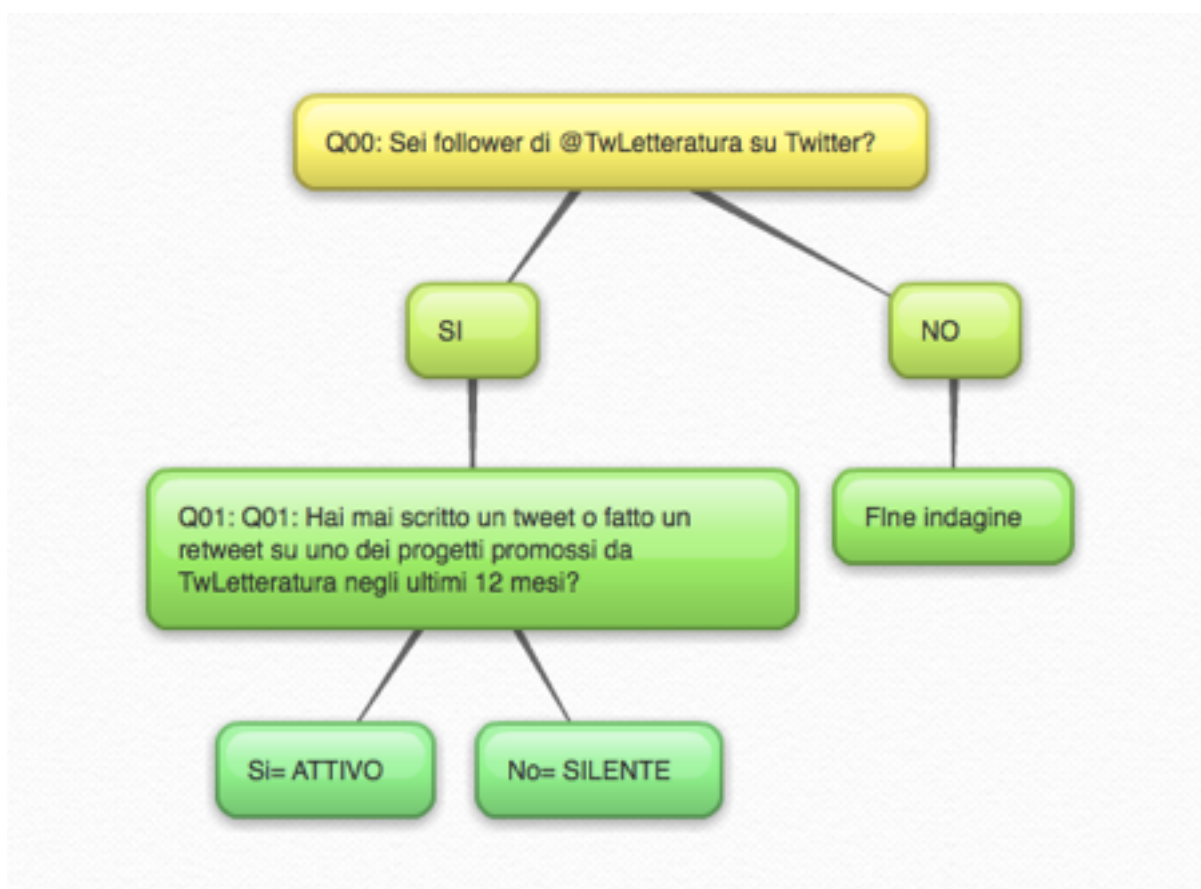 Q00: Sei follower di @TwLetteratura su Twitter?
SI
NO
Q01: Q01: Hai mai scritto un tweet o fatto un
retweet su uno dei progetti promossi da
TwLetteratura negli ultimi 12 mesi?
FIne indagine
Si= ATTIVO
No= SILENTE